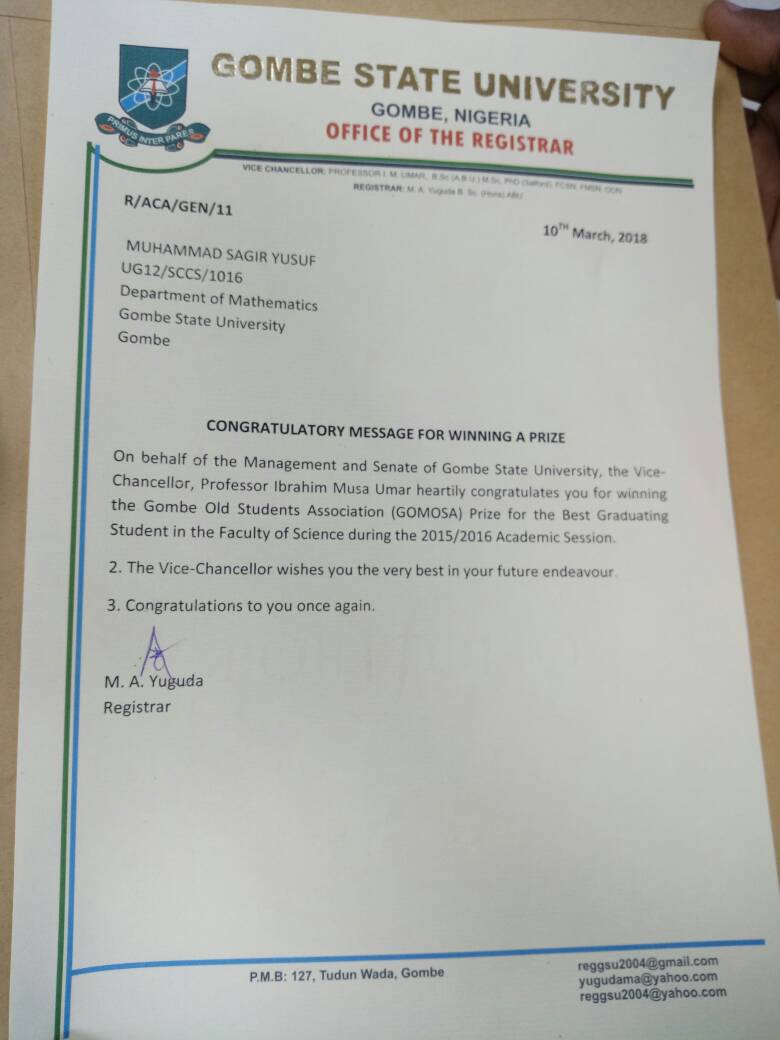 PRIMUS INTER PARES
GOMBE STATE UNIVERSITY
GOMBE, NIGERIA
OFFICE OF THE REGISTRAR
VICE CHANCELLOR: PROFESSOR I. M. UMAR, B.Sc (A.B.U.) M.Sc, PhD (Salford), FCSN, FMSN, OON
REGISTRAR: M. A. Yuguda B. Sc. (Hons) ABU
R/ACA/GEN/11
10TH March, 2018
MUHAMMAD SAGIR YUSUF
UG12/SCCS/1016
Department of Mathematics
Gombe State University
Gombe
CONGRATULATORY MESSAGE FOR WINNING A PRIZE
On behalf of the Management and Senate of Gombe State University, the Vice-
Chancellor, Professor Ibrahim Musa Umar heartily congratulates you for winning
the Gombe Old Students Association (GOMOSA) Prize for the Best Graduating
Student in the Faculty of Science during the 2015/2016 Academic Session.
2. The Vice-Chancellor wishes you the very best in your future endeavour.
3. Congratulations to you once again.
M. A. Yuguda
Registrar
P.M.B: 127, Tudun Wada, Gombe
reggsu2004@gmail.com
yugudama@yahoo.com
reggsu2004@yahoo.com